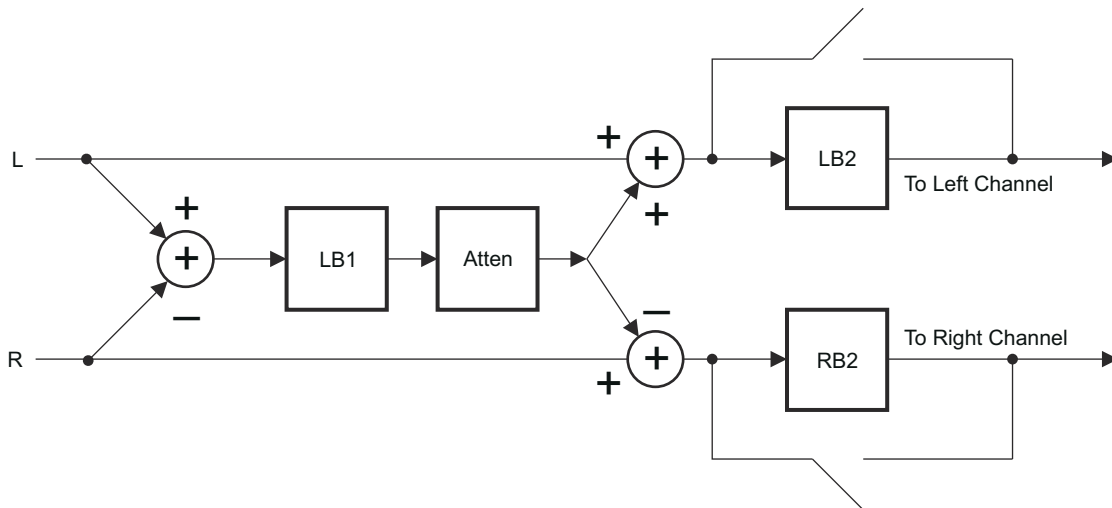 L
+
+
LB2
To Left Channel
+
+
+
LB1
Atten
−
−
To Right Channel
R
+
+
RB2